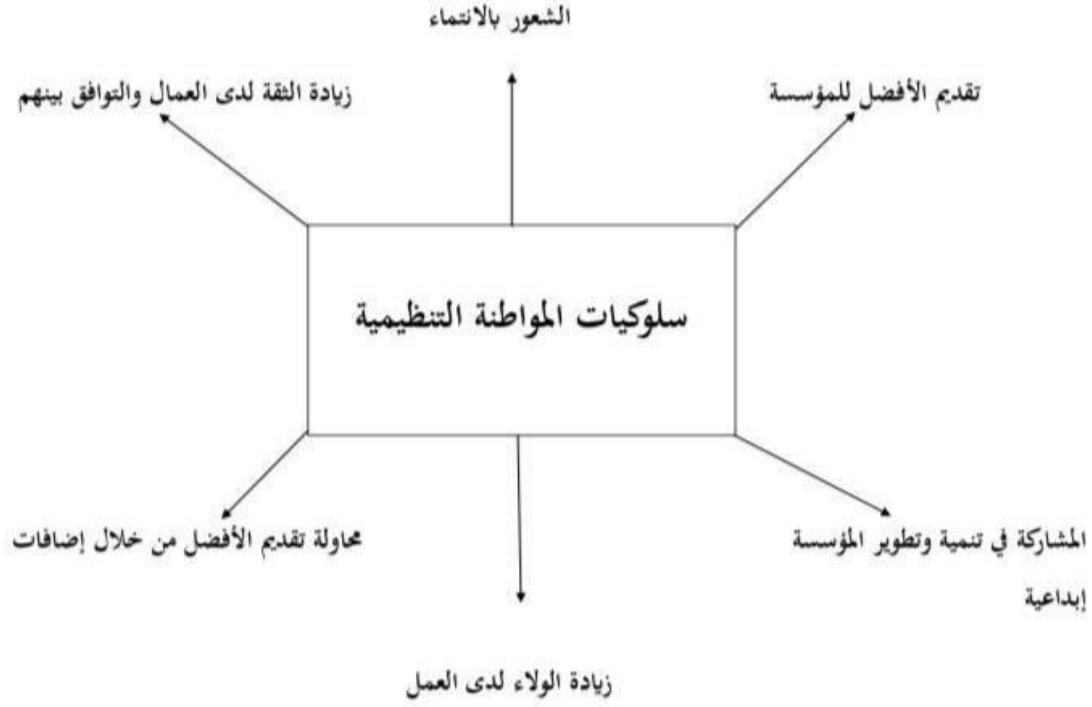 الشعور بالانتماء
تقديم الأفضل للمؤسسة
زيادة الثقة لدى العمال والتوافق بينهم
سلوكيات المواطنة التنظيمية
المشاركة في تنمية وتطوير المؤسسة
محاولة تقديم الأفضل من خلال إضافات
إبداعية
زيادة الولاء لدى العمل